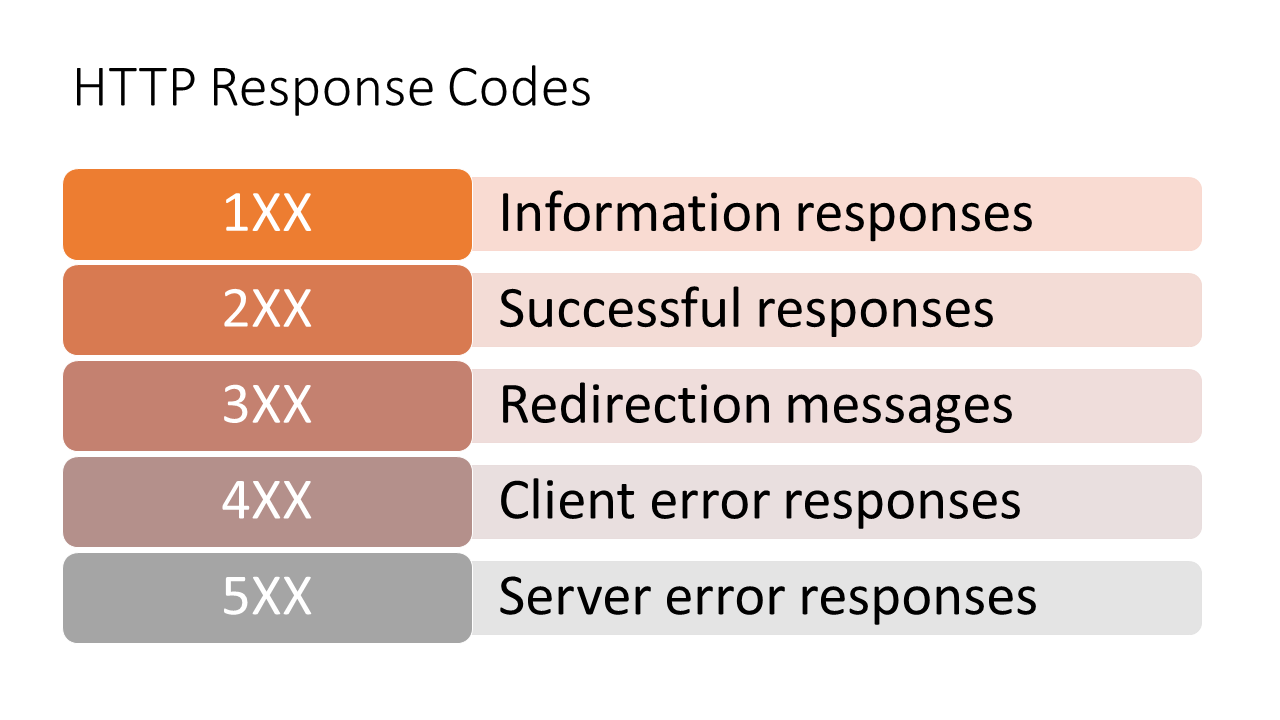 HTTP Response Codes
1XX Information responses
2XX Successful responses
3XX Redirection messages
4XX Client error responses
5XX Server error responses